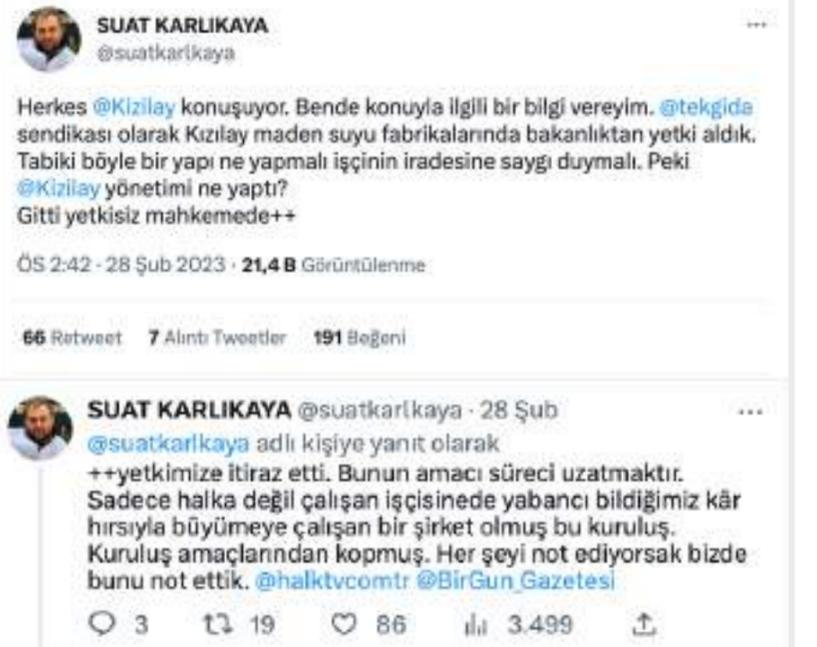 SUAT KARLIKAYA
@suatkarlkaya
Herkes @Kizilay konuşuyor. Bende konuyla ilgili bir bilgi vereyim. @tekgida
sendikası olarak Kızılay maden suyu fabrikalarında bakanlıktan yetki aldık.
Tabiki böyle bir yapı ne yapmalı işçinin iradesine saygı duymalı. Peki
@Kizilay yönetimi ne yaptı?
Gitti yetkisiz mahkemede++
ÖS 2:42 · 28 Şub 2023 · 21,4 B Görüntülenme
66 Retweet 7 Alıntı Tweetler 191 Beğeni
SUAT KARLIKAYA @suatkarlkaya · 28 Şub
@suatkarlkaya adlı kişiye yanıt olarak
++yetkimize itiraz etti. Bunun amacı süreci uzatmaktır.
Sadece halka değil çalışan işçisinede yabancı bildiğimiz kâr
hırsıyla büyümeye çalışan bir şirket olmuş bu kuruluş.
Kuruluş amaçlarından kopmuş. Her şeyi not ediyorsak bizde
bunu not ettik. @halktvcomtr @BirGun_Gazetesi
3 19 86 3.499